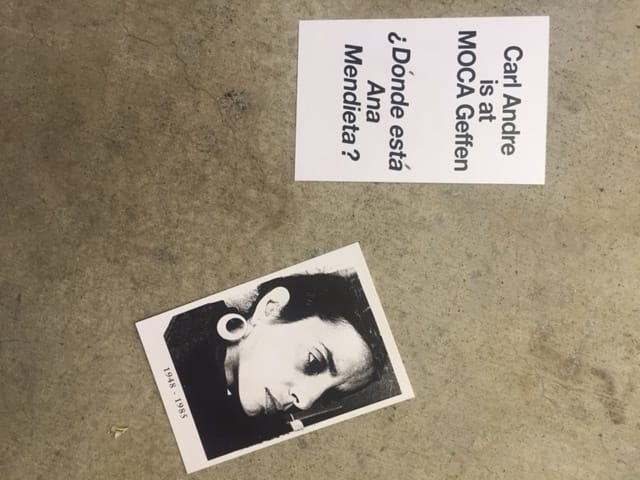 Carl Andre
is at
MOCA Geffen
¿Dónde está
Ana
Mendieta?
1948 - 1985